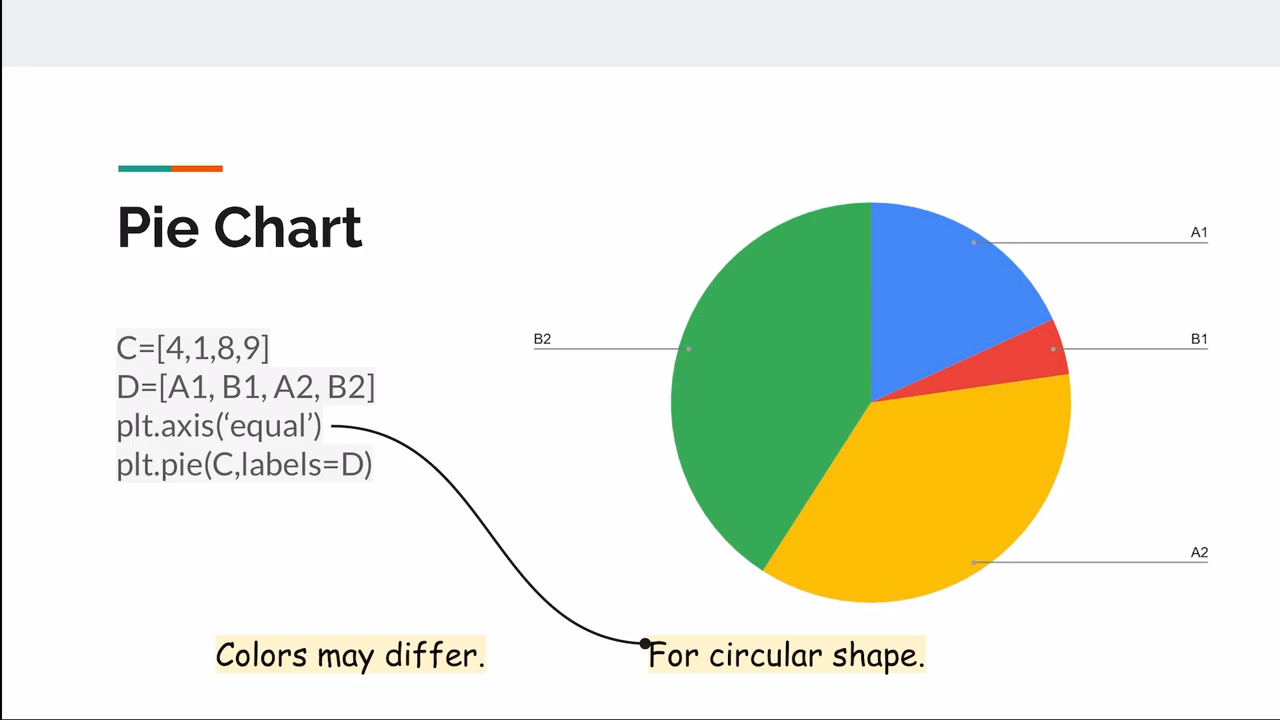 Pie Chart
C=[4,1,8,9]
D=[A1, B1, A2, B2]
plt.axis(‘equal’)
plt.pie(C,labels=D)
A1
B2
B1
A2
Colors may differ.
For circular shape.